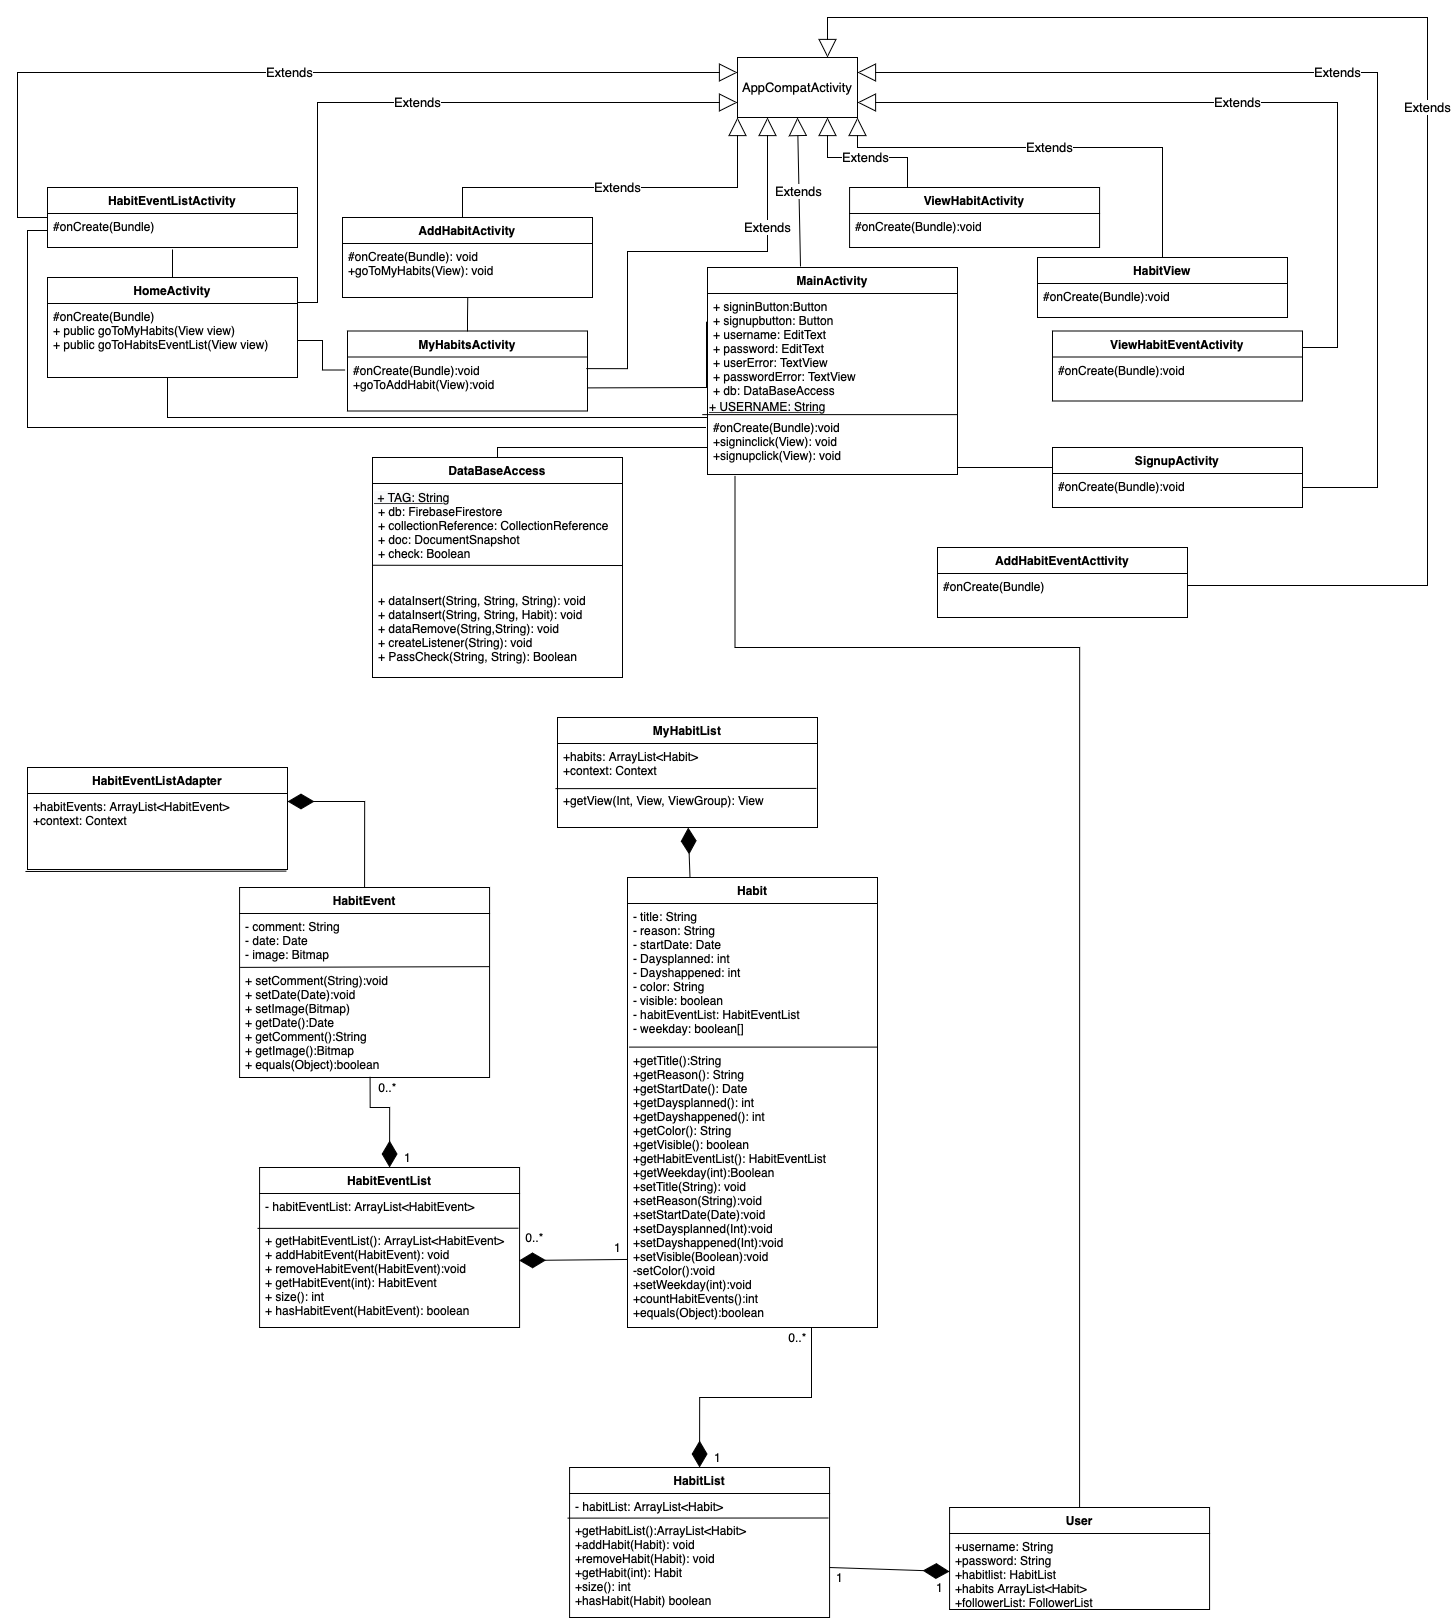 AppCompatActivity
Extends
Extends
Extends
Extends
Extends
Extends
Extends
Extends
Extends
Extends
HabitEventListActivity
#onCreate(Bundle)
AddHabitActivity
#onCreate(Bundle): void
+goToMyHabits(View): void
ViewHabitActivity
#onCreate(Bundle):void
HabitView
#onCreate(Bundle):void
HomeActivity
#onCreate(Bundle)
+ public goToMyHabits(View view)
+ public goToHabitsEventList(View view)
MyHabitsActivity
#onCreate(Bundle):void
+goToAddHabit(View):void
MainActivity
+ signinButton:Button
+ signupbutton: Button
+ username: EditText
+ password: EditText
+ userError: TextView
+ passwordError: TextView
+ db: DataBaseAccess
+ USERNAME: String
#onCreate(Bundle):void
+signinclick(View): void
+signupclick(View): void
ViewHabitEventActivity
#onCreate(Bundle):void
SignupActivity
#onCreate(Bundle):void
AddHabitEventActtivity
#onCreate(Bundle)
DataBaseAccess
+ TAG: String
+ db: FirebaseFirestore
+ collectionReference: CollectionReference
+ doc: DocumentSnapshot
+ check: Boolean
+ dataInsert(String, String, String): void
+ dataInsert(String, String, Habit): void
+ dataRemove(String,String): void
+ createListener(String): void
+ PassCheck(String, String): Boolean
MyHabitList
+habits: ArrayList<Habit>
+context: Context
+getView(Int, View, ViewGroup): View
HabitEventListAdapter
+habitEvents: ArrayList<HabitEvent>
+context: Context
HabitEvent
- comment: String
- date: Date
- image: Bitmap
+ setComment(String):void
+ setDate(Date):void
+ setImage(Bitmap)
+ getDate():Date
+ getComment():String
+ getImage():Bitmap
+ equals(Object):boolean
0..*
1
Habit
- title: String
- reason: String
- startDate: Date
- Daysplanned: int
- Dayshappened: int
- color: String
- visible: boolean
- habitEventList: HabitEventList
- weekday: boolean[]
+getTitle():String
+getReason(): String
+getStartDate(): Date
+getDaysplanned(): int
+getDayshappened(): int
+getColor(): String
+getVisible(): boolean
+getHabitEventList(): HabitEventList
+getWeekday(int):Boolean
+setTitle(String): void
+setReason(String):void
+setStartDate(Date):void
+setDaysplanned(Int):void
+setDayshappened(Int):void
+setVisible(Boolean):void
-setColor():void
+setWeekday(int):void
+countHabitEvents():int
+equals(Object):boolean
HabitEventList
- habitEventList: ArrayList<HabitEvent>
+ getHabitEventList(): ArrayList<HabitEvent>
+ addHabitEvent(HabitEvent): void
+ removeHabitEvent(HabitEvent):void
+ getHabitEvent(int): HabitEvent
+ size(): int
+ hasHabitEvent(HabitEvent): boolean
0..*
1
0..*
1
HabitList
- habitList: ArrayList<Habit>
+getHabitList():ArrayList<Habit>
+addHabit(Habit): void
+removeHabit(Habit): void
+getHabit(int): Habit
+size(): int
+hasHabit(Habit) boolean
1
1
User
+username: String
+password: String
+habitlist: HabitList
+habits ArrayList<Habit>
+followerList: FollowerList